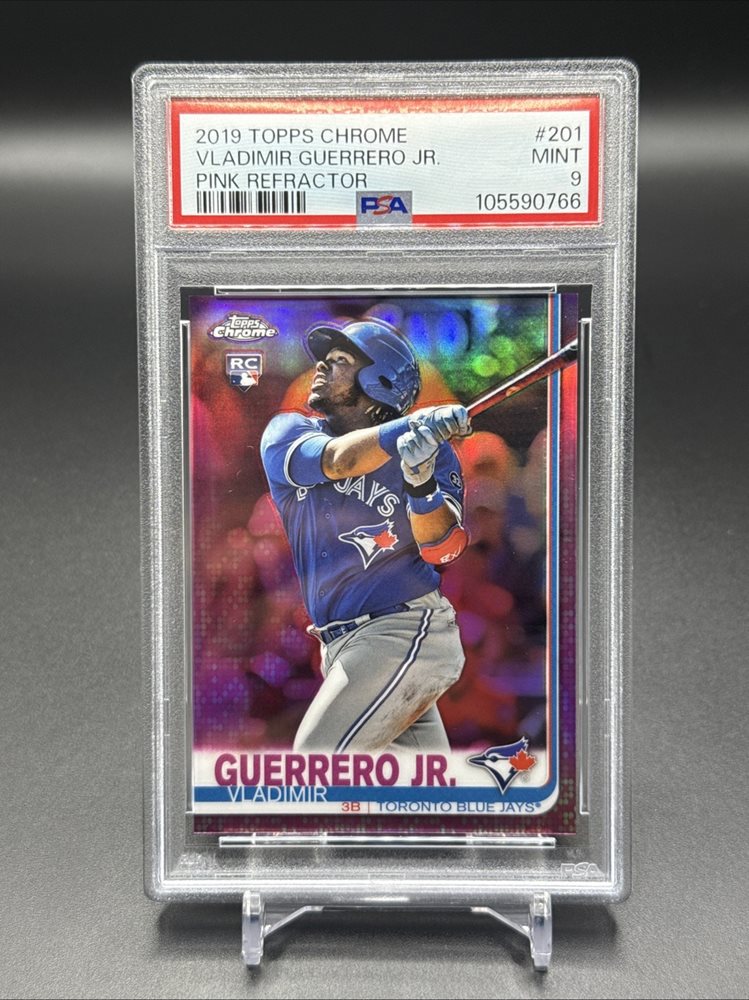 2019 TOPPS CHROME #201
VLADIMIR GUERRERO JR. MINT
PINK REFRACTOR 9
PSA 105590766
Topps
Chrome
RC
JAYS
GUERRERO JR.
VLADIMIR
3B | TORONTO BLUE JAYS®
PSA